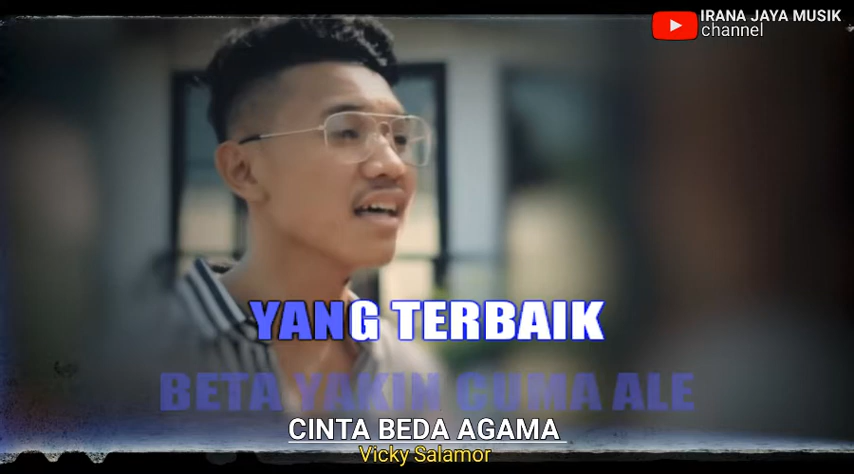 IRANA JAYA MUSIK
channel
YANG TERBAIK
BETA YAKIN CUMA ALE
CINTA BEDA AGAMA
Vicky Salamor